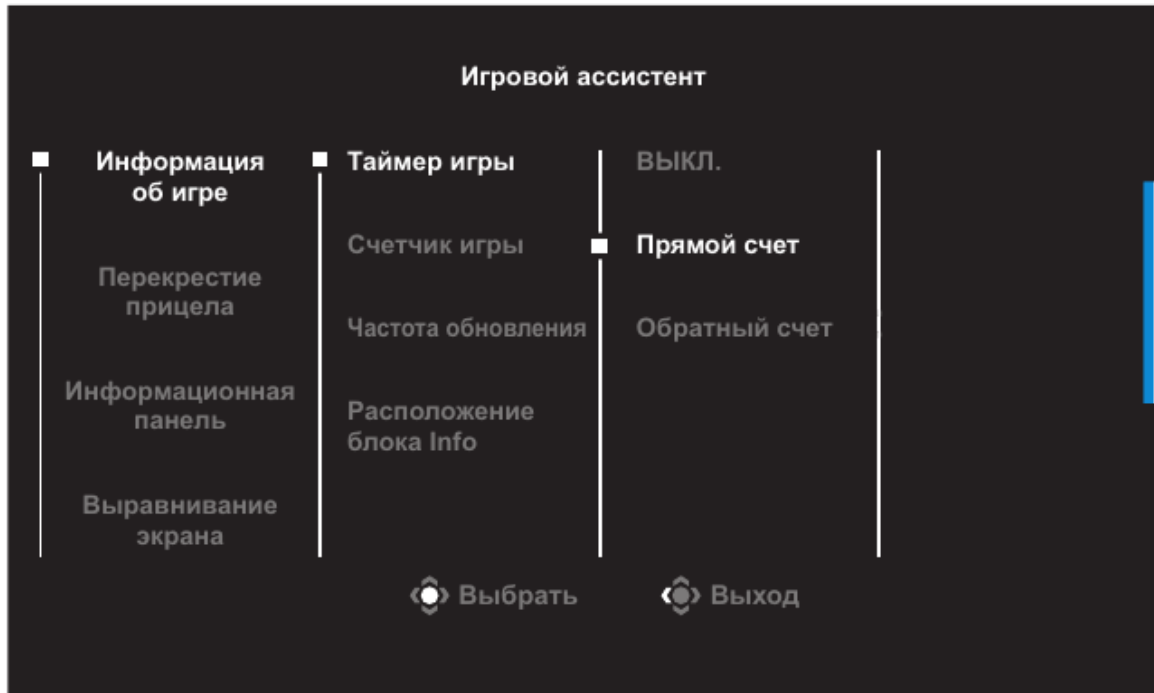 Игровой ассистент
Информация
об игре
Перекрестие
прицела
Информационная
панель
Выравнивание
экрана
Таймер игры
Счетчик игры
Частота обновления
Расположение
блока Info
ВЫКЛ.
Прямой счет
Обратный счет
Выбрать
Выход